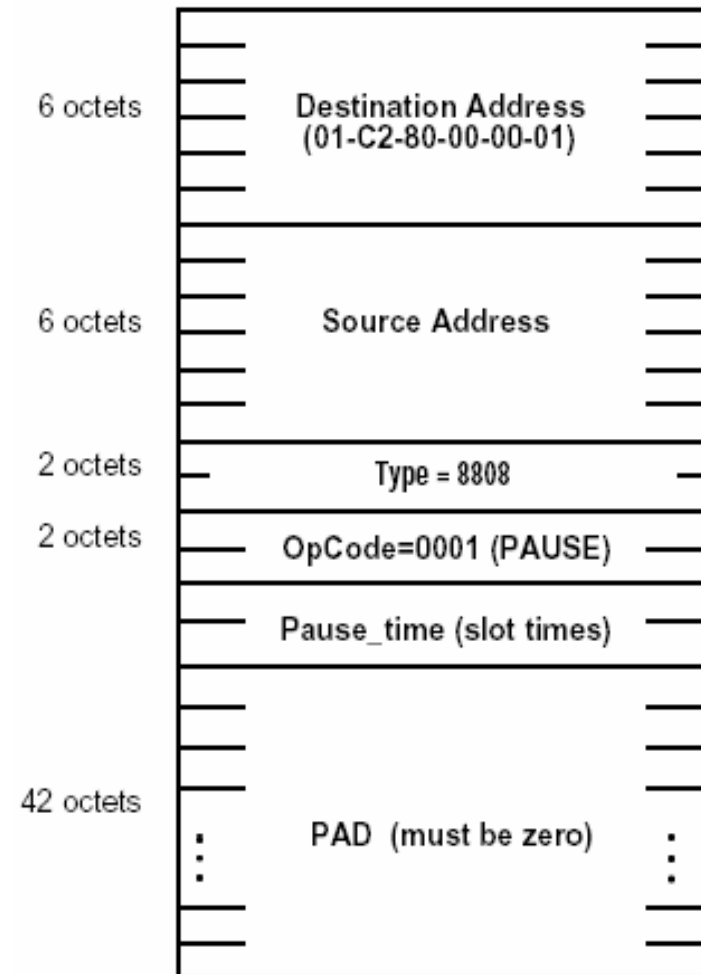 6 octets
Destination Address
(01-C2-80-00-00-01)
6 octets
Source Address
2 octets
Type = 8808
2 octets
OpCode=0001 (PAUSE)
Pause_time (slot times)
42 octets
PAD (must be zero)